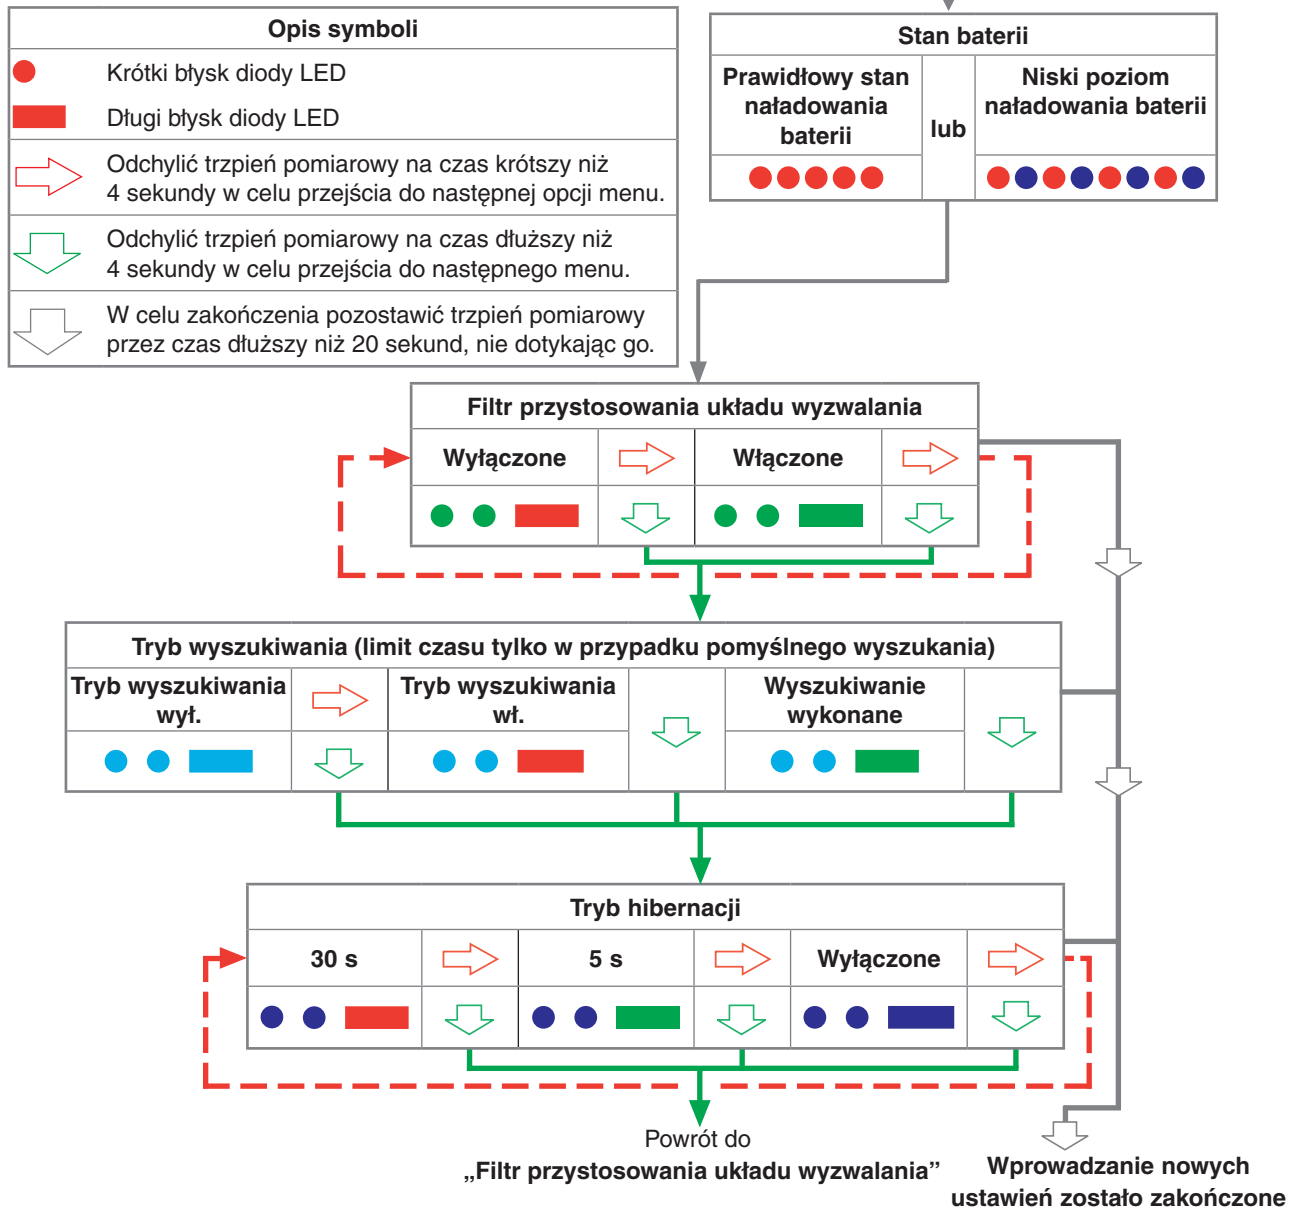 Opis symboli
Krótki błysk diody LED
Długi błysk diody LED
Odchylić trzpień pomiarowy na czas krótszy niż
4 sekundy w celu przejścia do następnej opcji menu.
Odchylić trzpień pomiarowy na czas dłuższy niż
4 sekundy w celu przejścia do następnego menu.
W celu zakończenia pozostawić trzpień pomiarowy
przez czas dłuższy niż 20 sekund, nie dotykając go.
Stan baterii
Prawidłowy stan
naładowania
baterii
lub
Niski poziom
naładowania baterii
Filtr przystosowania układu wyzwalania
Wyłączone
Włączone
Tryb wyszukiwania (limit czasu tylko w przypadku pomyślnego wyszukania)
Tryb wyszukiwania
wył.
Tryb wyszukiwania
wł.
Wyszukiwanie
wykonane
Tryb hibernacji
30 s
5 s
Wyłączone
Powrót do
„Filtr przystosowania układu wyzwalania”
Wprowadzanie nowych
ustawień zostało zakończone